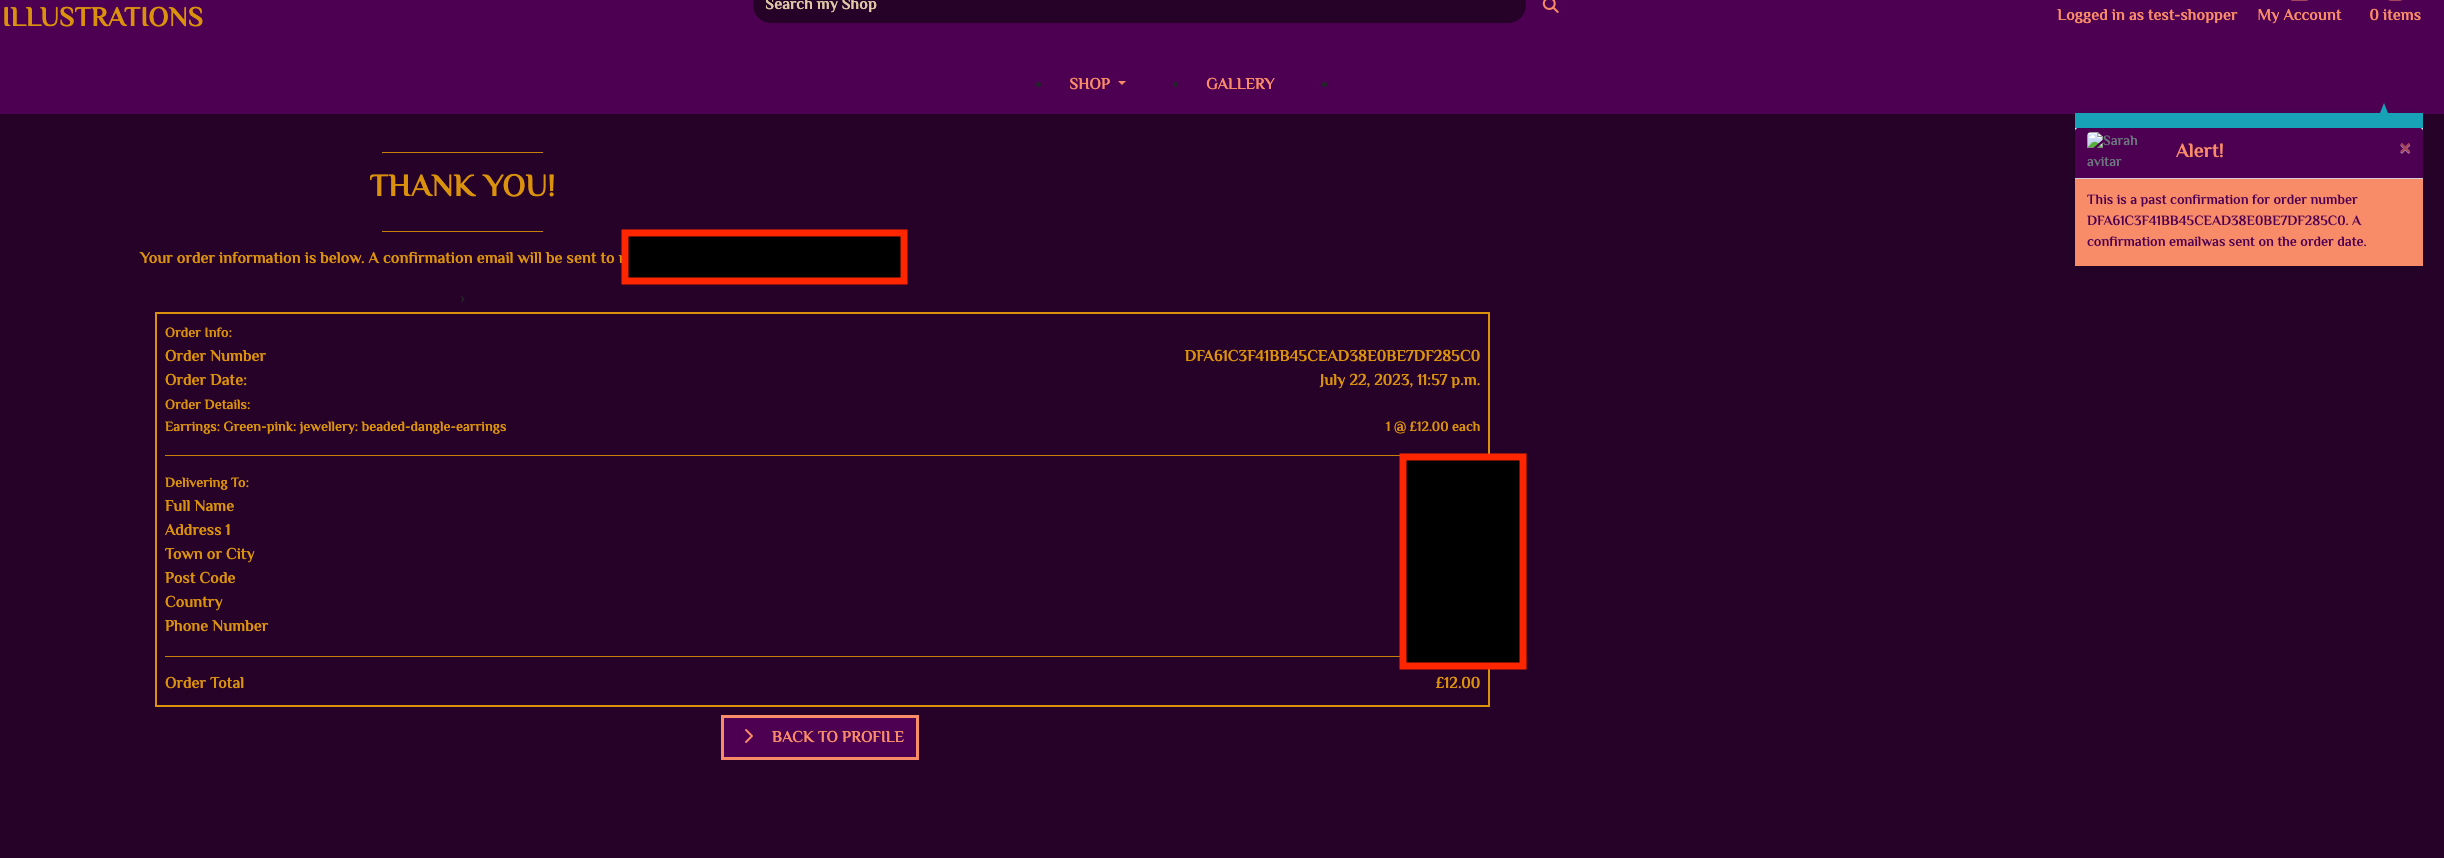 ILLUSTRATIONS
Search my Shop
Logged in as test-shopper My Account 0 items
SHOP GALLERY
Sarah avitar
Alert!
This is a past confirmation for order number
DFA61C3F41BB45CEAD38E0BE7DF285C0. A
confirmation emailwas sent on the order date.
THANK YOU!
Your order information is below. A confirmation email will be sent to
Order Info:
Order Number DFA61C3F41BB45CEAD38E0BE7DF285C0
Order Date: July 22, 2023, 11:57 p.m.
Order Details:
Earrings: Green-pink: jewellery: beaded-dangle-earrings 1 @ £12.00 each
Delivering To:
Full Name
Address 1
Town or City
Post Code
Country
Phone Number
Order Total £12.00
BACK TO PROFILE